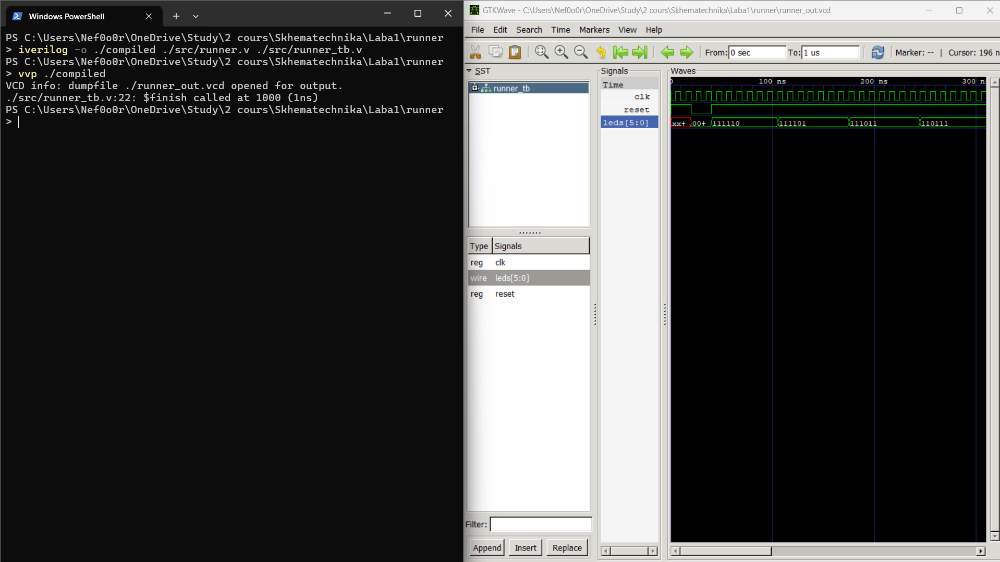 Windows PowerShell
PS C:\Users\Nef0o0r\OneDrive\Study\2 cours\Skhematechnika\Laba1\runner
> iverilog -o ./compiled ./src/runner.v ./src/runner_tb.v
PS C:\Users\Nef0o0r\OneDrive\Study\2 cours\Skhematechnika\Laba1\runner
> vvp ./compiled
VCD info: dumpfile ./runner_out.vcd opened for output.
./src/runner_tb.v:22: $finish called at 1000 (1ns)
PS C:\Users\Nef0o0r\OneDrive\Study\2 cours\Skhematechnika\Laba1\runner
>
GTKWave - C:\Users\Nef0o0r\OneDrive\Study\2 cours\Skhematechnika\Laba1\runner\runner_out.vcd
File Edit Search Time Markers View Help
From: 0 sec To: 1 us Marker: -- | Cursor: 196 n
SST
runner_tb
Type Signals
reg clk
wire leds[5:0]
reg reset
Filter:
Append Insert Replace
Signals
Time
clk
reset
leds[5:0]
Waves
0 100 ns 200 ns 300 n
xx+ 00+ 111110 111101 111011 110111